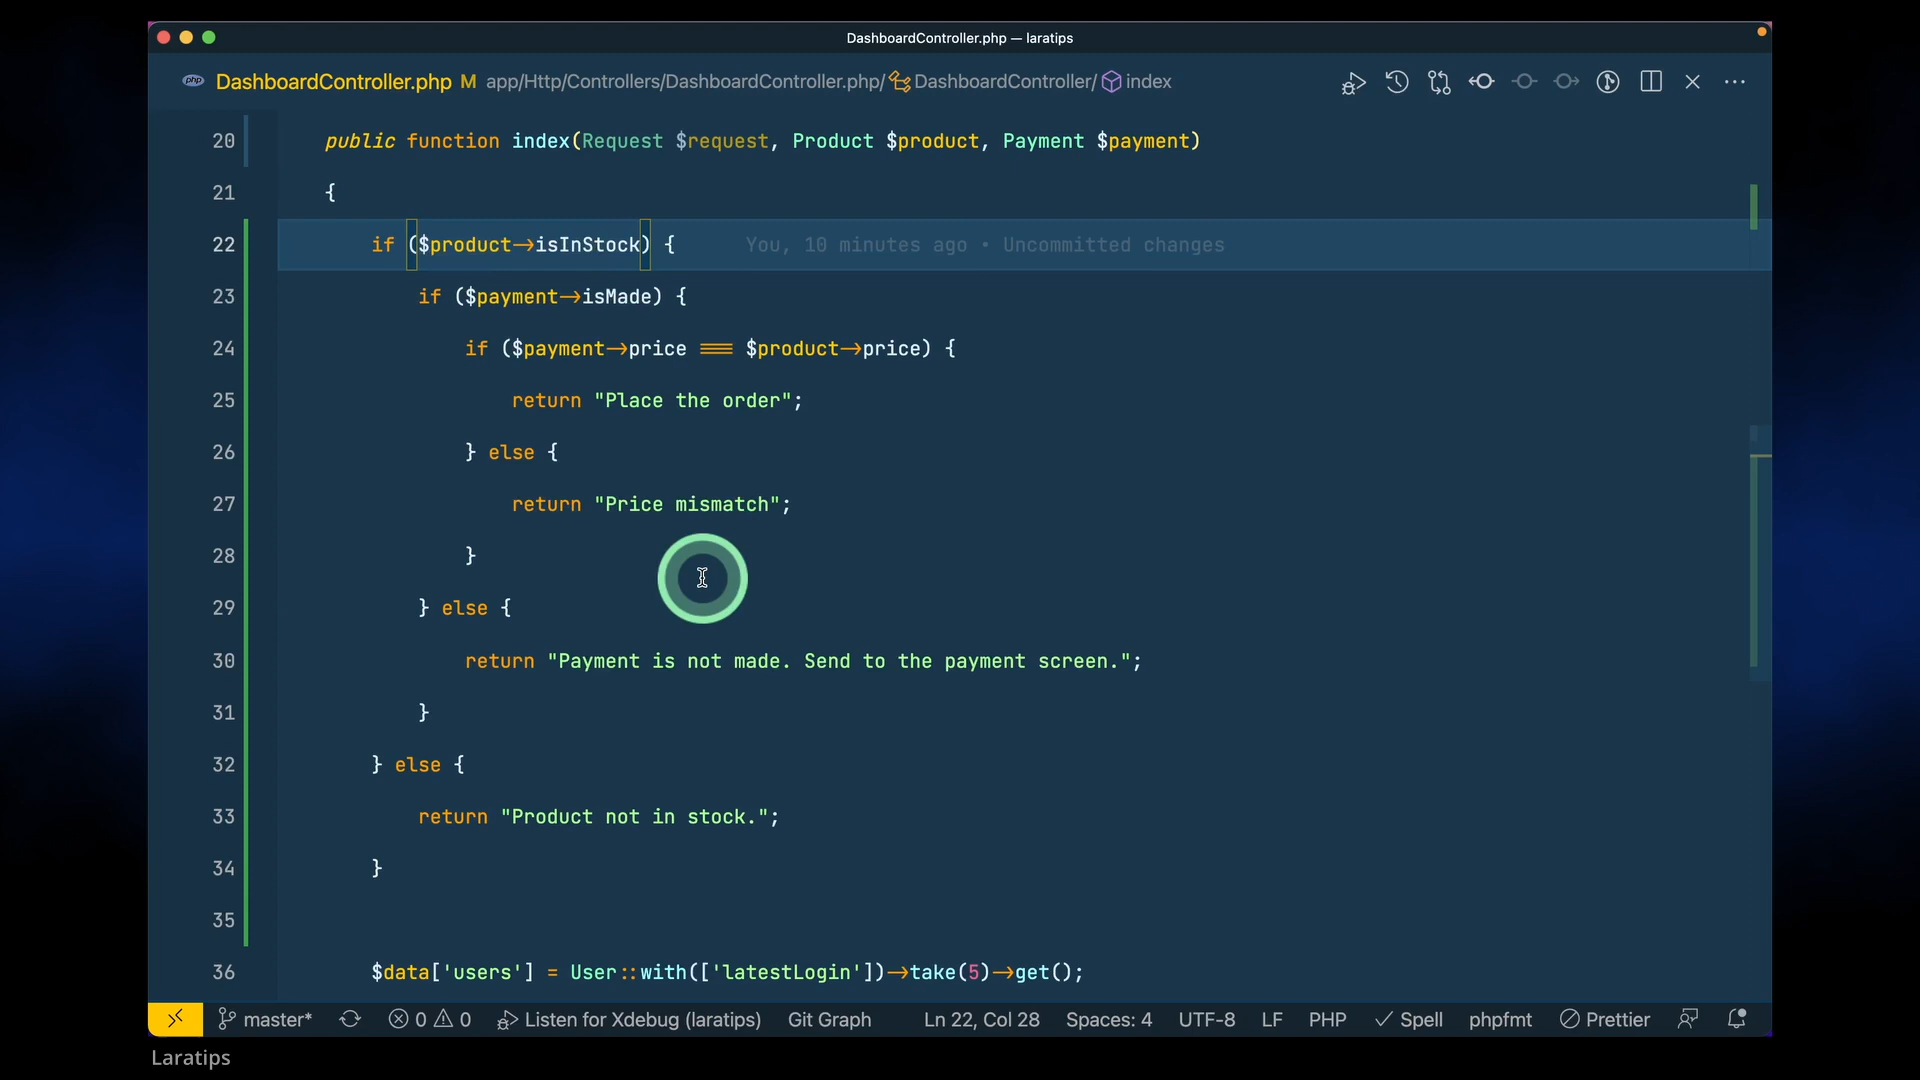 DashboardController.php — laratips
php DashboardController.php M app/Http/Controllers/DashboardController.php/ DashboardController/ index
20 public function index(Request $request, Product $product, Payment $payment)
21 {
22 if ($product->isInStock) { You, 10 minutes ago • Uncommitted changes
23 if ($payment->isMade) {
24 if ($payment->price === $product->price) {
25 return "Place the order";
26 } else {
27 return "Price mismatch";
28 }
29 } else {
30 return "Payment is not made. Send to the payment screen.";
31 }
32 } else {
33 return "Product not in stock.";
34 }
35
36 $data['users'] = User::with(['latestLogin'])->take(5)->get();
master* 0 0 Listen for Xdebug (laratips) Git Graph Ln 22, Col 28 Spaces: 4 UTF-8 LF PHP Spell phpfmt Prettier
Laratips